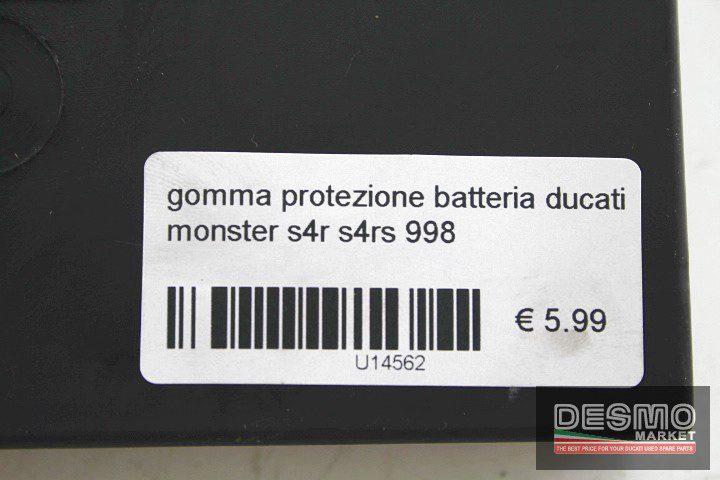 gomma protezione batteria ducati
monster s4r s4rs 998
€ 5.99
U14562
DESMO
MARKET
THE BEST PRICE FOR YOUR DUCATI USED SPARE PARTS